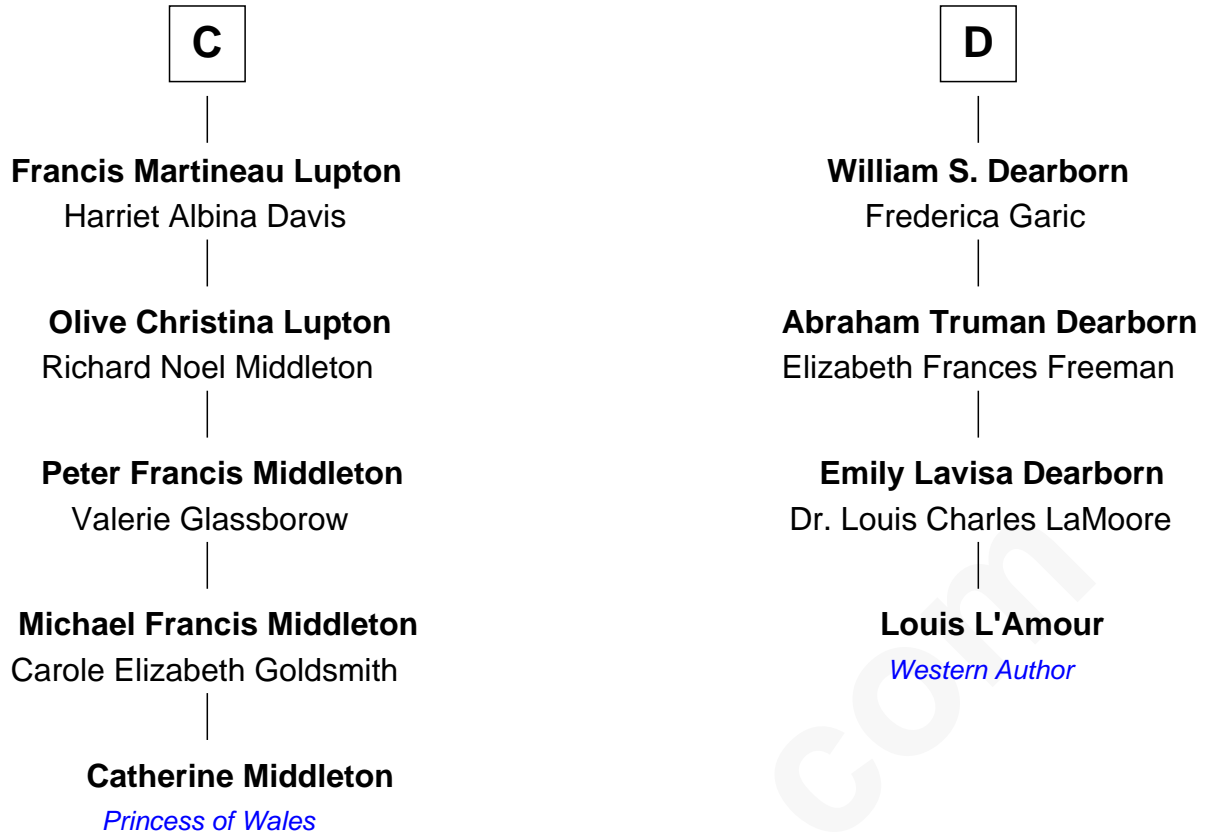 C
Francis Martineau Lupton
Harriet Albina Davis
Olive Christina Lupton
Richard Noel Middleton
Peter Francis Middleton
Valerie Glassborow
Michael Francis Middleton
Carole Elizabeth Goldsmith
Catherine Middleton
Princess of Wales
D
William S. Dearborn
Frederica Garic
Abraham Truman Dearborn
Elizabeth Frances Freeman
Emily Lavisa Dearborn
Dr. Louis Charles LaMoore
Louis L'Amour
Western Author
com